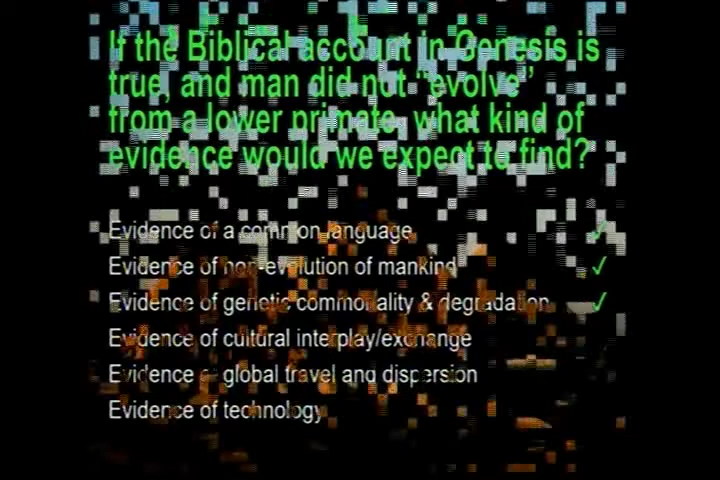 If the Biblical account in Genesis is
true, and man did not "evolve"
from a lower primate, what kind of
evidence would we expect to find?
Evidence of a common language ✓
Evidence of non-evolution of mankind ✓
Evidence of genetic commonality & degradation ✓
Evidence of cultural interplay/exchange
Evidence of global travel and dispersion
Evidence of technology